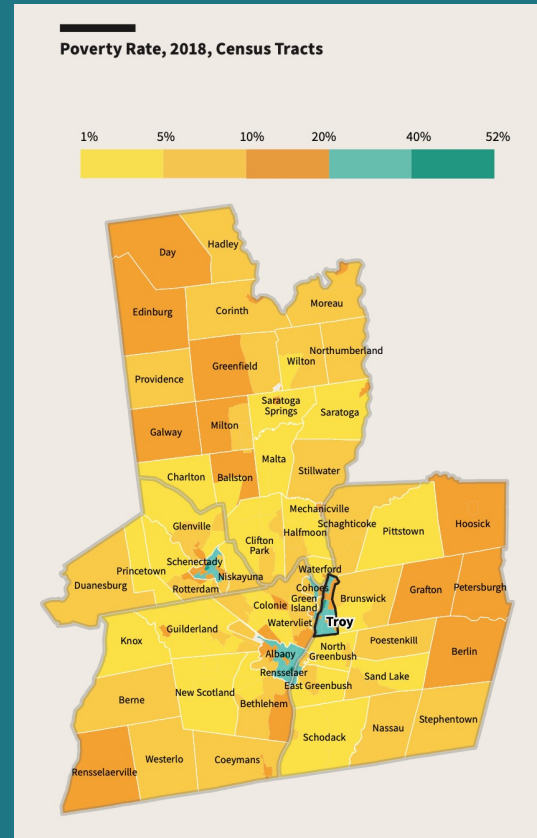 Poverty Rate, 2018, Census Tracts
1% 5% 10% 20% 40% 52%
Hadley
Day
Moreau
Edinburg
Corinth
Northumberland
Wilton
Greenfield
Providence
Saratoga
Springs
Saratoga
Milton
Galway
Malta
Stillwater
Charlton
Ballston
Mechanicville
Schaghticoke
Hoosick
Glenville
Halfmoon
Pittstown
Clifton
Park
Schenectady
Waterford
Princetown
Niskayuna
Duanesburg
Rotterdam
Cohoes
Green
Island
Brunswick
Grafton
Petersburgh
Colonie
Watervliet
Troy
Guilderland
Knox
Poestenkill
North
Greenbush
Albany
Berlin
Rensselaer
Sand Lake
East Greenbush
New Scotland
Berne
Bethlehem
Stephentown
Nassau
Schodack
Westerlo
Coeymans
Rensselaerville